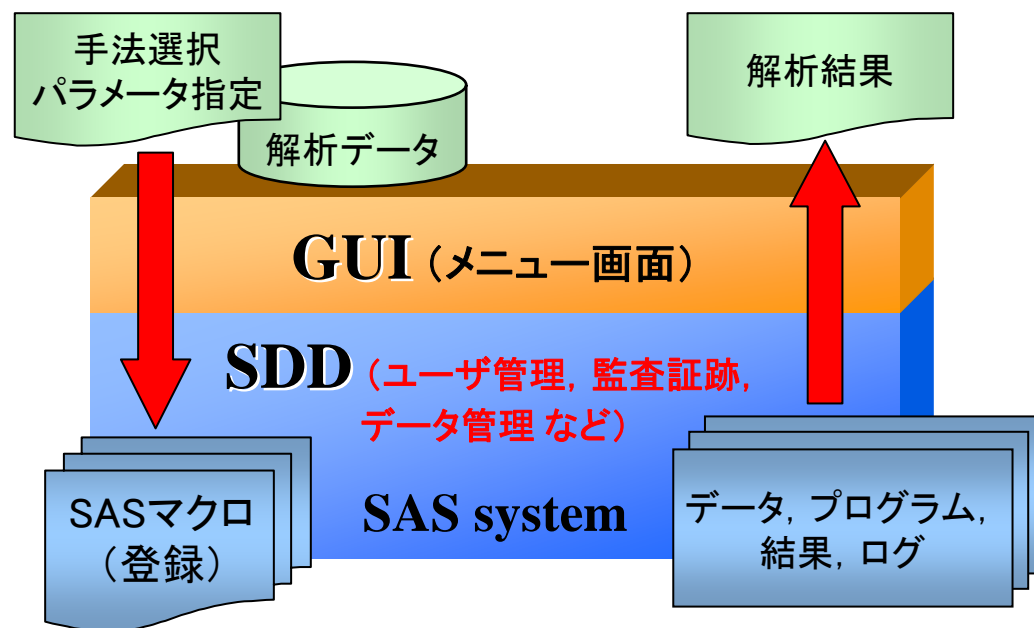 手法選択
パラメータ指定
解析データ
解析結果
GUI（メニュー画面）
SDD（ユーザ管理, 監査証跡,
データ管理 など）
SASマクロ
（登録）
SAS system
データ, プログラム,
結果, ログ